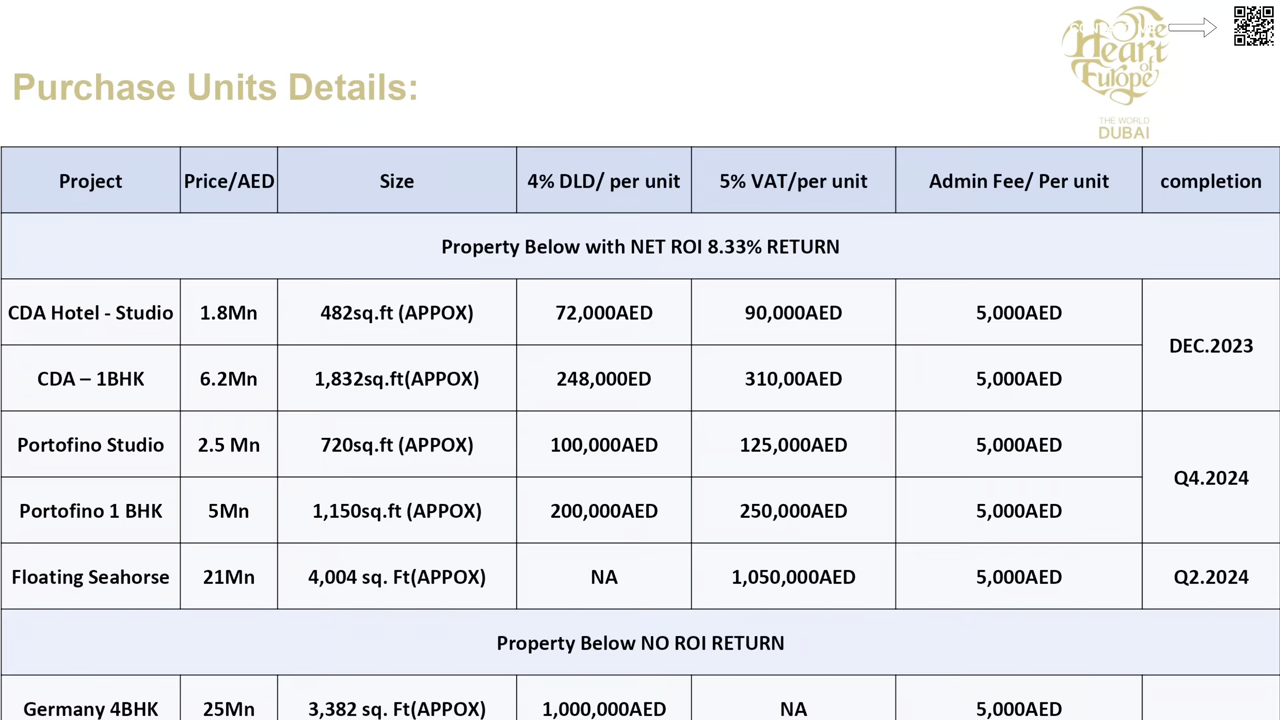 The
Heart
of
Europe
THE WORLD
DUBAI
Purchase Units Details:
Project Price/AED Size 4% DLD/ per unit 5% VAT/per unit Admin Fee/ Per unit completion
Property Below with NET ROI 8.33% RETURN
CDA Hotel - Studio 1.8Mn 482sq.ft (APPOX) 72,000AED 90,000AED 5,000AED DEC.2023
CDA – 1BHK 6.2Mn 1,832sq.ft(APPOX) 248,000ED 310,00AED 5,000AED
Portofino Studio 2.5 Mn 720sq.ft (APPOX) 100,000AED 125,000AED 5,000AED Q4.2024
Portofino 1 BHK 5Mn 1,150sq.ft (APPOX) 200,000AED 250,000AED 5,000AED
Floating Seahorse 21Mn 4,004 sq. Ft(APPOX) NA 1,050,000AED 5,000AED Q2.2024
Property Below NO ROI RETURN
Germany 4BHK 25Mn 3,382 sq. Ft(APPOX) 1,000,000AED NA 5,000AED